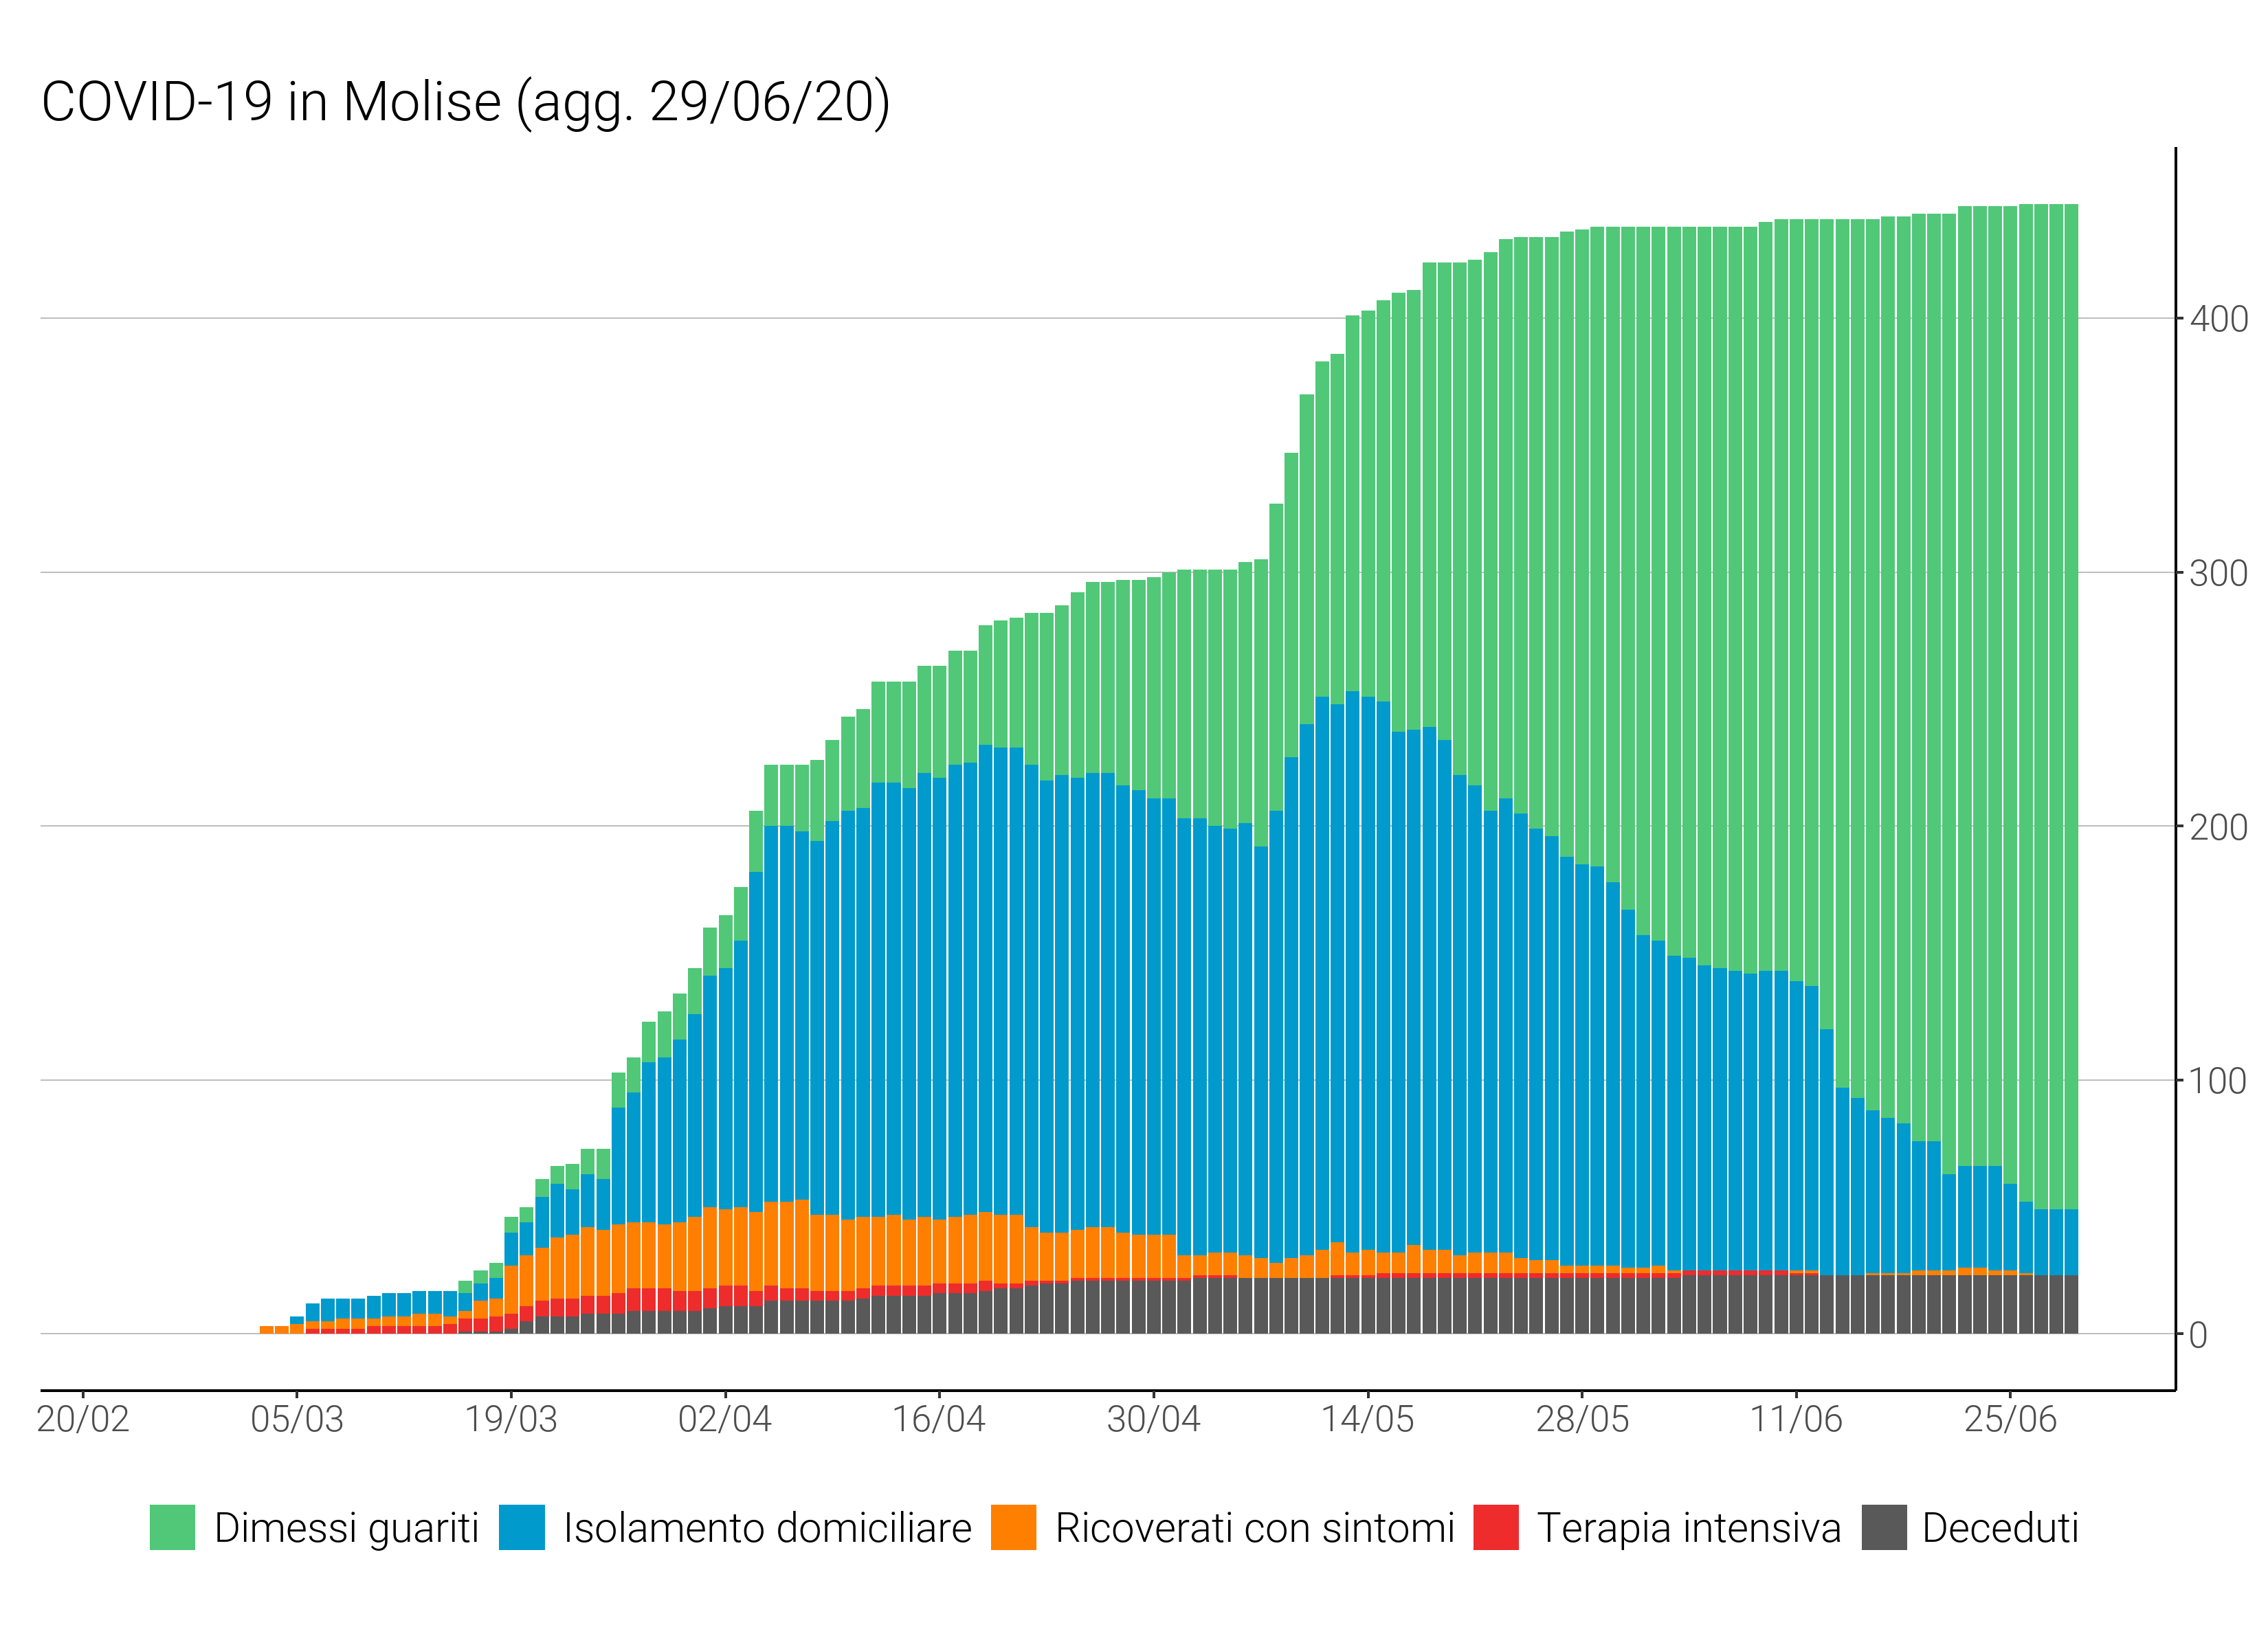 COVID-19 in Molise (agg. 29/06/20)
400
300
200
100
0
20/02 05/03 19/03 02/04 16/04 30/04 14/05 28/05 11/06 25/06
Dimessi guariti Isolamento domiciliare Ricoverati con sintomi Terapia intensiva Deceduti